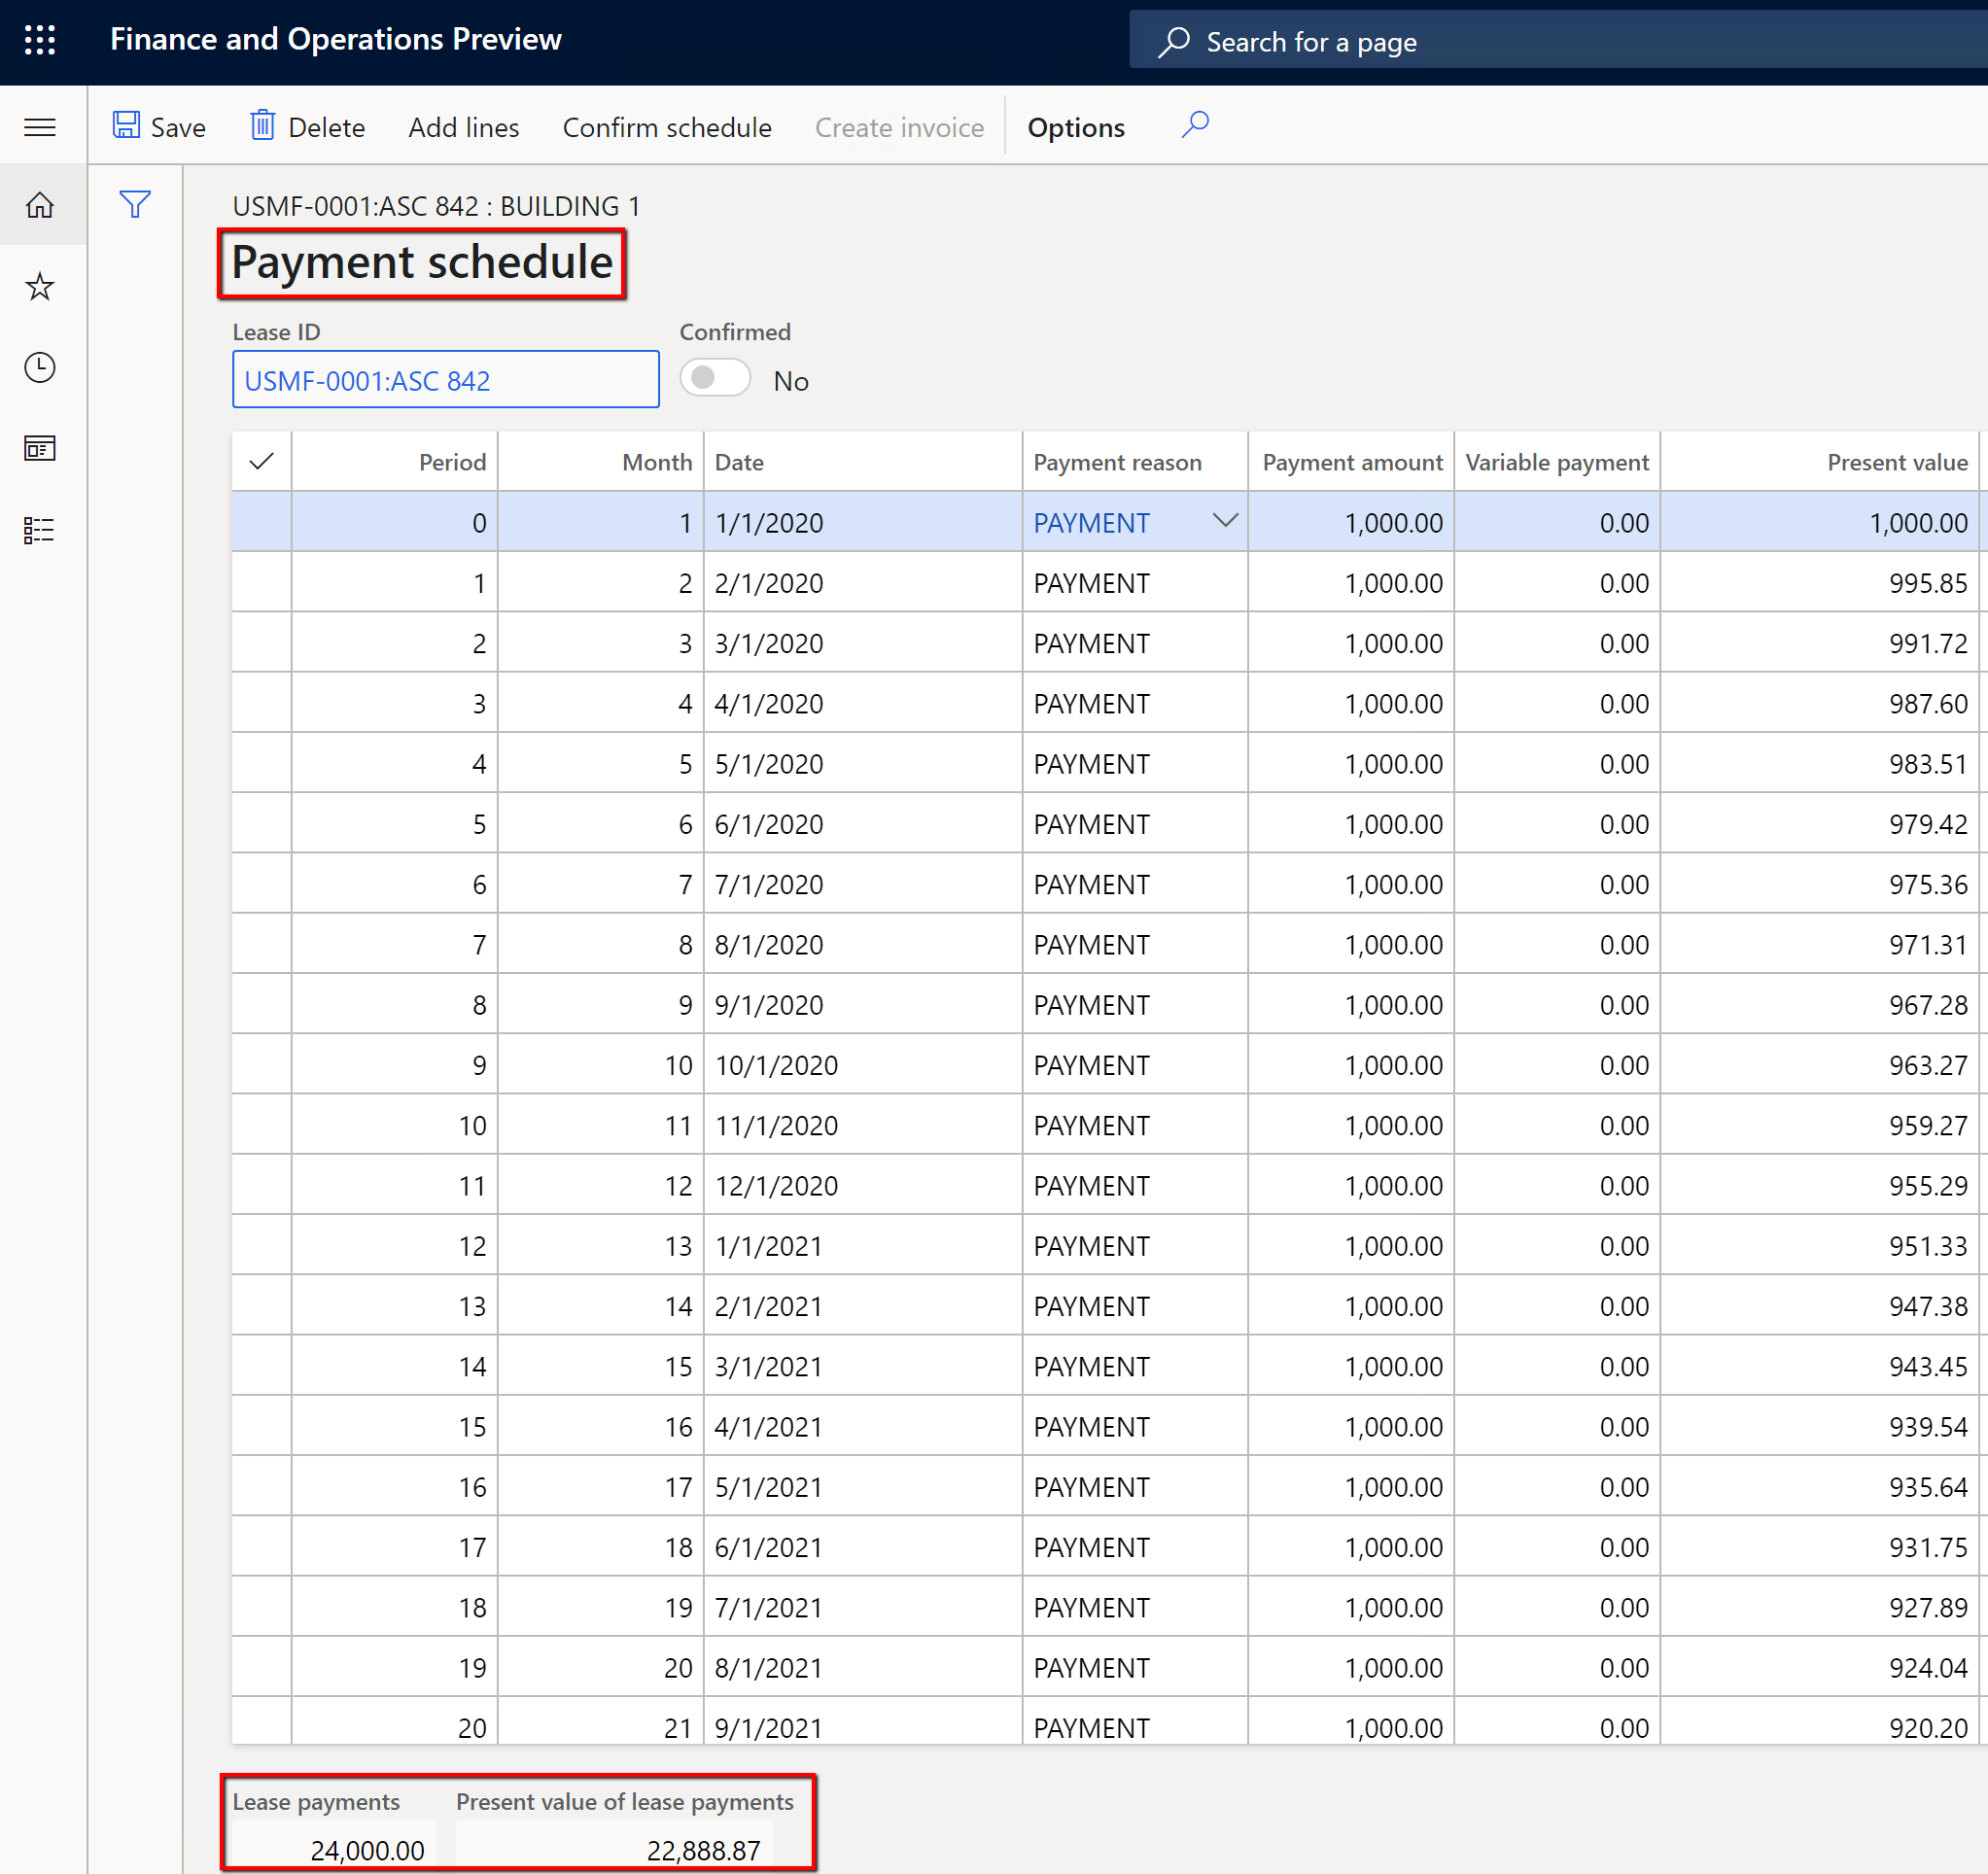 Finance and Operations Preview Search for a page
Save Delete Add lines Confirm schedule Create invoice Options
USMF-0001:ASC 842 : BUILDING 1
Payment schedule
Lease ID Confirmed
USMF-0001:ASC 842 No
Period Month Date Payment reason Payment amount Variable payment Present value
0 1 1/1/2020 PAYMENT 1,000.00 0.00 1,000.00
1 2 2/1/2020 PAYMENT 1,000.00 0.00 995.85
2 3 3/1/2020 PAYMENT 1,000.00 0.00 991.72
3 4 4/1/2020 PAYMENT 1,000.00 0.00 987.60
4 5 5/1/2020 PAYMENT 1,000.00 0.00 983.51
5 6 6/1/2020 PAYMENT 1,000.00 0.00 979.42
6 7 7/1/2020 PAYMENT 1,000.00 0.00 975.36
7 8 8/1/2020 PAYMENT 1,000.00 0.00 971.31
8 9 9/1/2020 PAYMENT 1,000.00 0.00 967.28
9 10 10/1/2020 PAYMENT 1,000.00 0.00 963.27
10 11 11/1/2020 PAYMENT 1,000.00 0.00 959.27
11 12 12/1/2020 PAYMENT 1,000.00 0.00 955.29
12 13 1/1/2021 PAYMENT 1,000.00 0.00 951.33
13 14 2/1/2021 PAYMENT 1,000.00 0.00 947.38
14 15 3/1/2021 PAYMENT 1,000.00 0.00 943.45
15 16 4/1/2021 PAYMENT 1,000.00 0.00 939.54
16 17 5/1/2021 PAYMENT 1,000.00 0.00 935.64
17 18 6/1/2021 PAYMENT 1,000.00 0.00 931.75
18 19 7/1/2021 PAYMENT 1,000.00 0.00 927.89
19 20 8/1/2021 PAYMENT 1,000.00 0.00 924.04
20 21 9/1/2021 PAYMENT 1,000.00 0.00 920.20
Lease payments Present value of lease payments
24,000.00 22,888.87